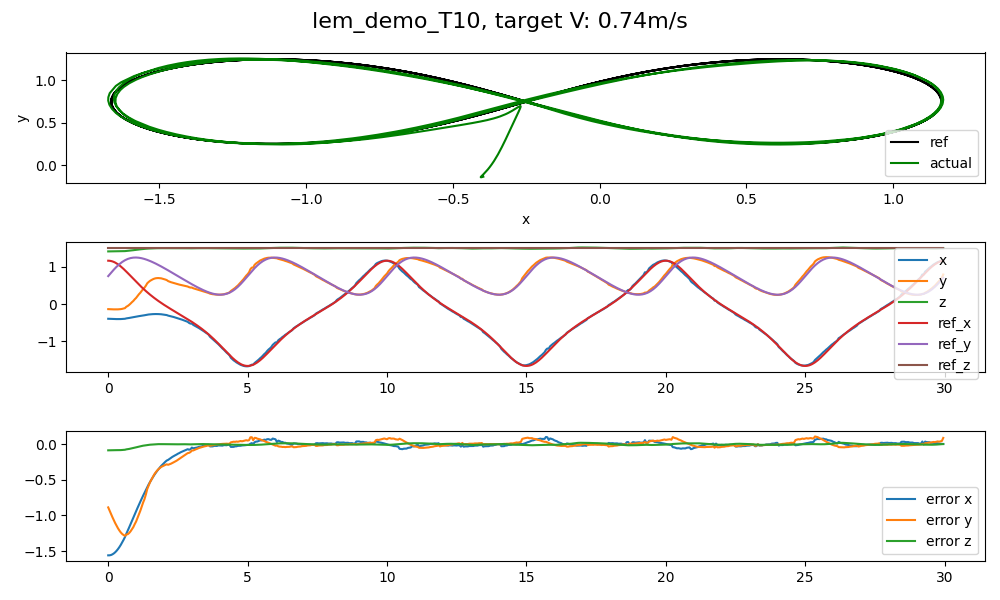 lem_demo_T10, target V: 0.74m/s
1.0
0.5
0.0
y
ref
actual
−1.5 −1.0 −0.5 0.0 0.5 1.0
x
1
0
−1
x
y
z
ref_x
ref_y
ref_z
0 5 10 15 20 25 30
0.0
−0.5
−1.0
−1.5
error x
error y
error z
0 5 10 15 20 25 30